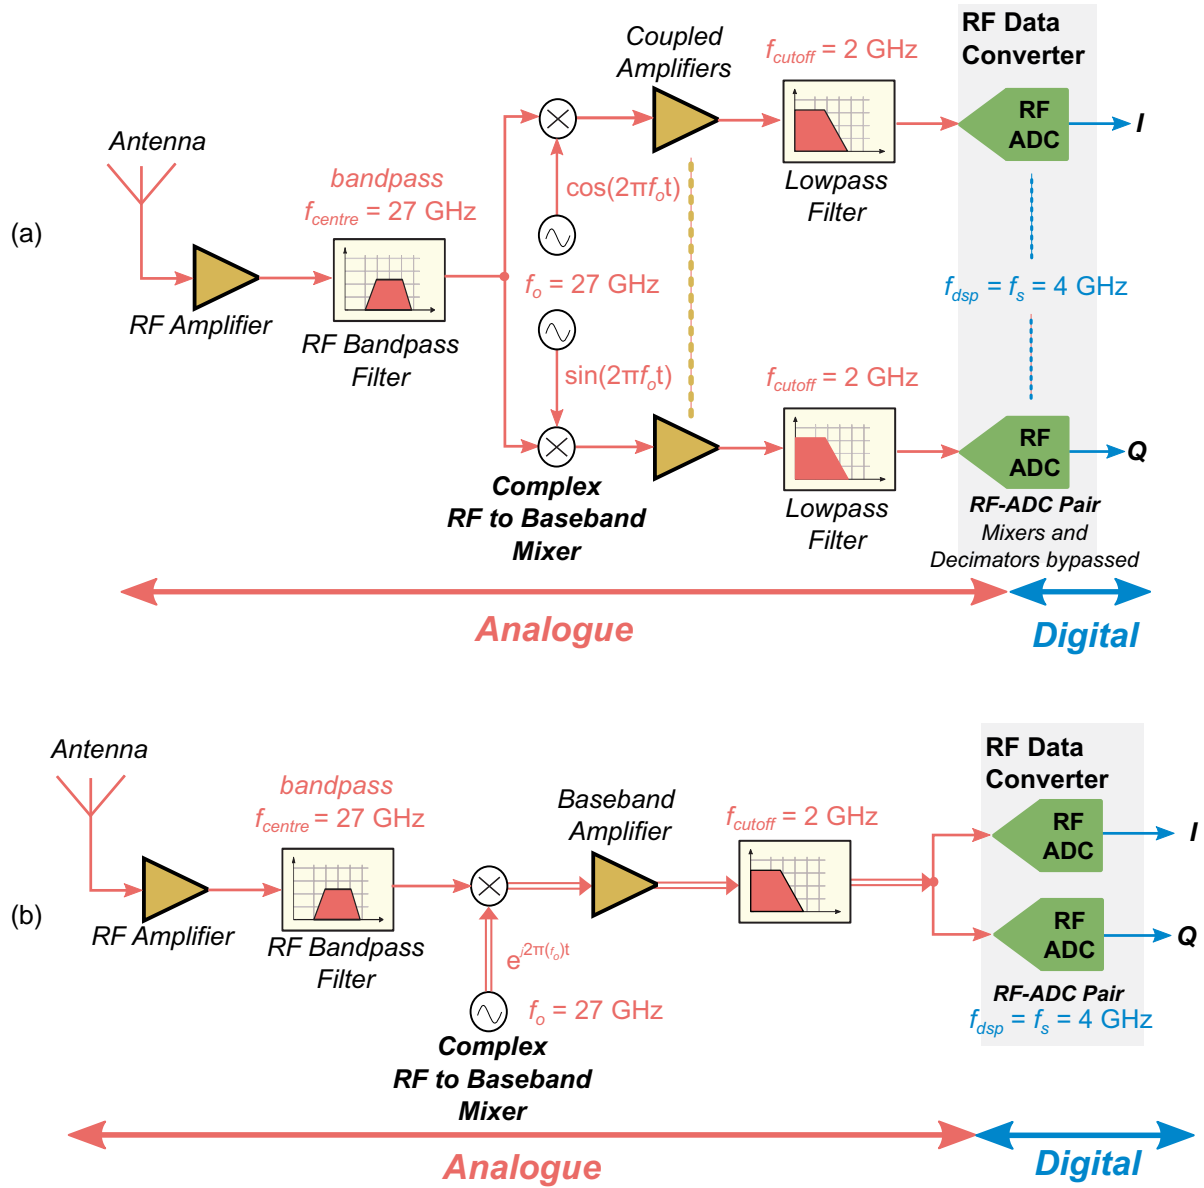 (a)
Antenna
RF Amplifier
bandpass
f_centre = 27 GHz
RF Bandpass
Filter
cos(2πf_ot)
f_o = 27 GHz
sin(2πf_ot)
Complex
RF to Baseband
Mixer
Coupled
Amplifiers
f_cutoff = 2 GHz
Lowpass
Filter
f_cutoff = 2 GHz
Lowpass
Filter
RF Data
Converter
RF
ADC
I
f_dsp = f_s = 4 GHz
RF
ADC
Q
RF-ADC Pair
Mixers and
Decimators bypassed
Analogue
Digital
(b)
Antenna
RF Amplifier
bandpass
f_centre = 27 GHz
RF Bandpass
Filter
e^j2π(f_o)t
f_o = 27 GHz
Complex
RF to Baseband
Mixer
Baseband
Amplifier
f_cutoff = 2 GHz
RF Data
Converter
RF
ADC
I
RF
ADC
Q
RF-ADC Pair
f_dsp = f_s = 4 GHz
Analogue
Digital